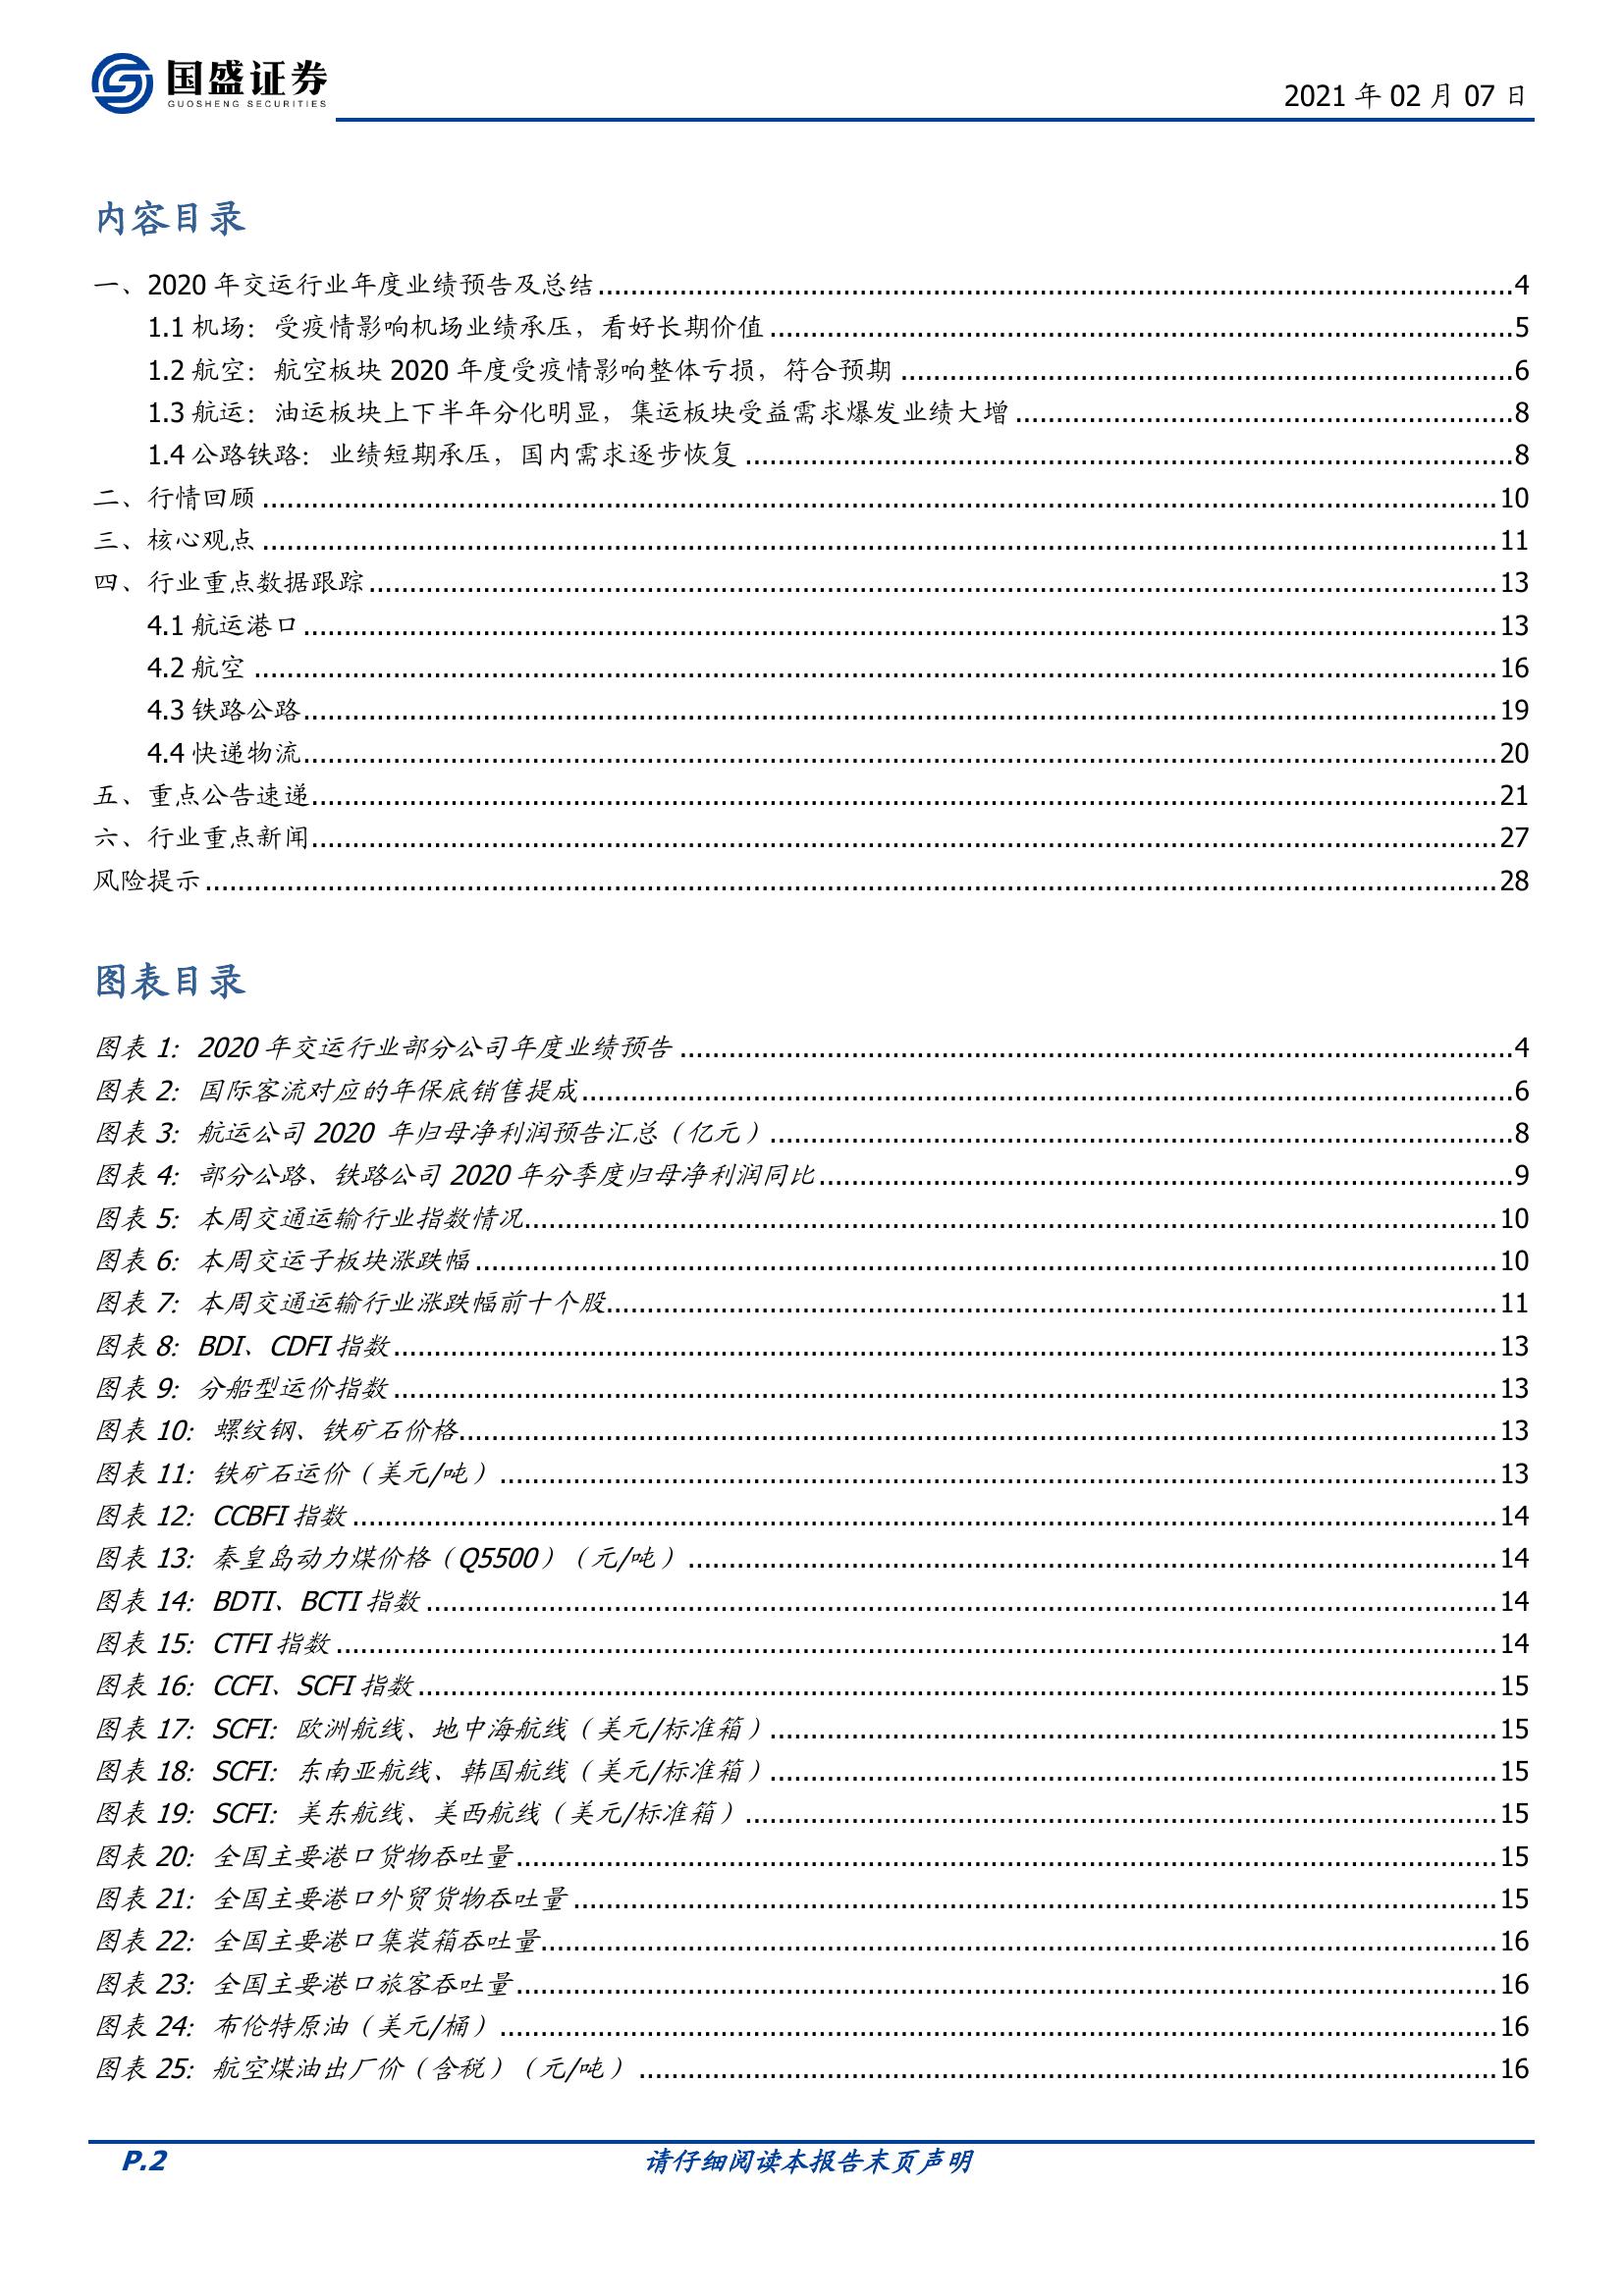 国盛证券
GUOSHENG SECURITIES
2021 年 02 月 07 日
内容目录
一、2020 年交运行业年度业绩预告及总结 4
1.1 机场：受疫情影响机场业绩承压，看好长期价值 5
1.2 航空：航空板块 2020 年度受疫情影响整体亏损，符合预期 6
1.3 航运：油运板块上下半年分化明显，集运板块受益需求爆发业绩大增 8
1.4 公路铁路：业绩短期承压，国内需求逐步恢复 8
二、行情回顾 10
三、核心观点 11
四、行业重点数据跟踪 13
4.1 航运港口 13
4.2 航空 16
4.3 铁路公路 19
4.4 快递物流 20
五、重点公告速递 21
六、行业重点新闻 27
风险提示 28
图表目录
图表 1：2020 年交运行业部分公司年度业绩预告 4
图表 2：国际客流对应的年保底销售提成 6
图表 3：航运公司 2020 年归母净利润预告汇总（亿元） 8
图表 4：部分公路、铁路公司 2020 年分季度归母净利润同比 9
图表 5：本周交通运输行业指数情况 10
图表 6：本周交运子板块涨跌幅 10
图表 7：本周交通运输行业涨跌幅前十个股 11
图表 8：BDI、CDFI 指数 13
图表 9：分船型运价指数 13
图表 10：螺纹钢、铁矿石价格 13
图表 11：铁矿石运价（美元/吨） 13
图表 12：CCBFI 指数 14
图表 13：秦皇岛动力煤价格（Q5500）（元/吨） 14
图表 14：BDTI、BCTI 指数 14
图表 15：CTFI 指数 14
图表 16：CCFI、SCFI 指数 15
图表 17：SCFI：欧洲航线、地中海航线（美元/标准箱） 15
图表 18：SCFI：东南亚航线、韩国航线（美元/标准箱） 15
图表 19：SCFI：美东航线、美西航线（美元/标准箱） 15
图表 20：全国主要港口货物吞吐量 15
图表 21：全国主要港口外贸货物吞吐量 15
图表 22：全国主要港口集装箱吞吐量 16
图表 23：全国主要港口旅客吞吐量 16
图表 24：布伦特原油（美元/桶） 16
图表 25：航空煤油出厂价（含税）（元/吨） 16
P.2
请仔细阅读本报告末页声明